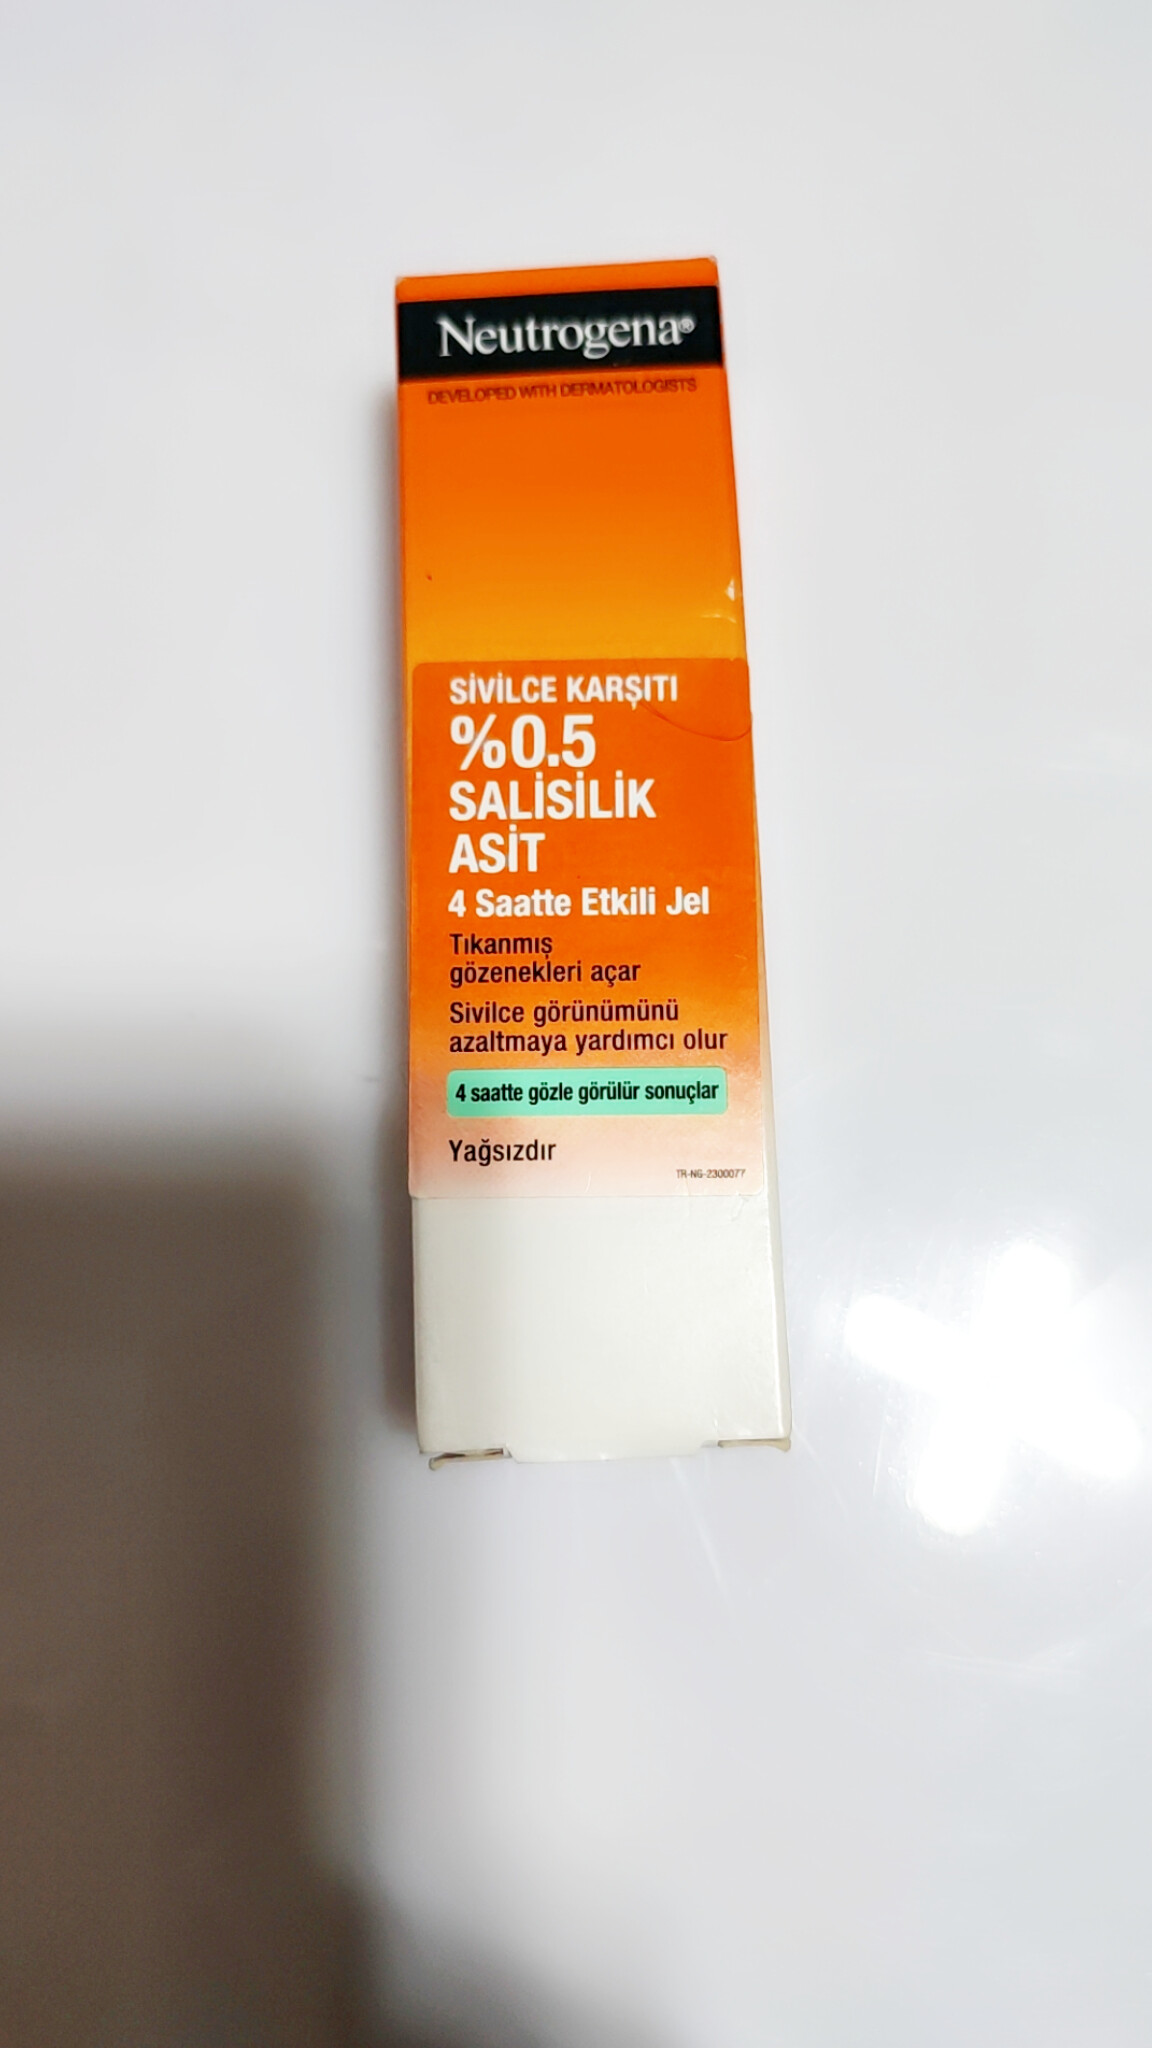 Neutrogena®
DEVELOPED WITH DERMATOLOGISTS
SİVİLCE KARŞITI
%0.5
SALİSİLİK
ASİT
4 Saatte Etkili Jel
Tıkanmış
gözenekleri açar
Sivilce görünümünü
azaltmaya yardımcı olur
4 saatte gözle görülür sonuçlar
Yağsızdır
TR-NG-2300077